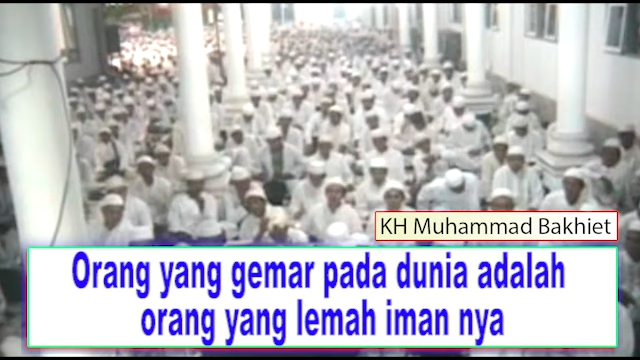 KH Muhammad Bakhiet
Orang yang gemar pada dunia adalah
orang yang lemah iman nya